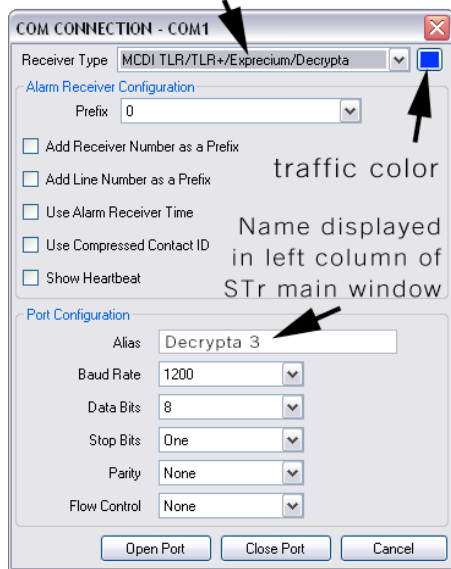 COM CONNECTION - COM1
Receiver Type MCDI TLR/TLR+/Exprecium/Decrypta
Alarm Receiver Configuration
Prefix 0
Add Receiver Number as a Prefix
traffic color
Add Line Number as a Prefix
Use Alarm Receiver Time
Use Compressed Contact ID
Show Heartbeat
Name displayed
in left column of
STr main window
Port Configuration
Alias Decrypta 3
Baud Rate 1200
Data Bits 8
Stop Bits One
Parity None
Flow Control None
Open Port Close Port Cancel